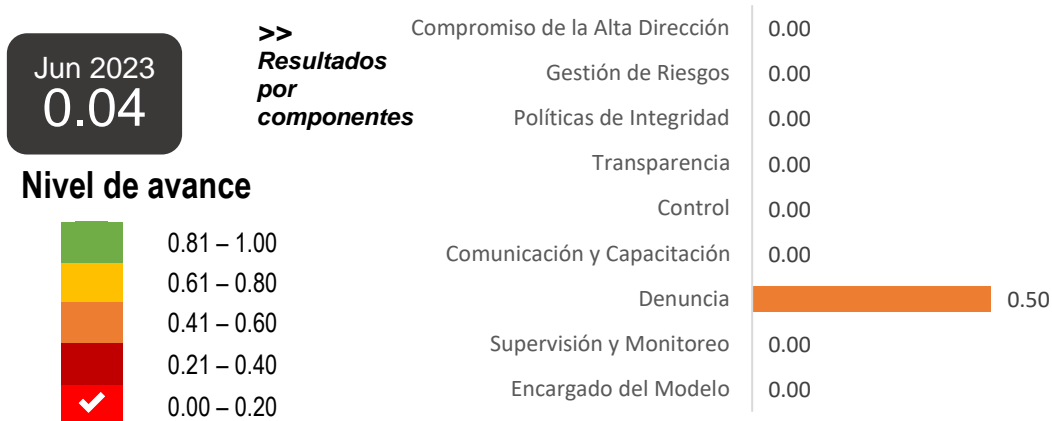 Jun 2023
0.04
Nivel de avance
0.81 – 1.00
0.61 – 0.80
0.41 – 0.60
0.21 – 0.40
0.00 – 0.20
>>
Resultados
por
componentes
Compromiso de la Alta Dirección 0.00
Gestión de Riesgos 0.00
Políticas de Integridad 0.00
Transparencia 0.00
Control 0.00
Comunicación y Capacitación 0.00
Denuncia 0.50
Supervisión y Monitoreo 0.00
Encargado del Modelo 0.00